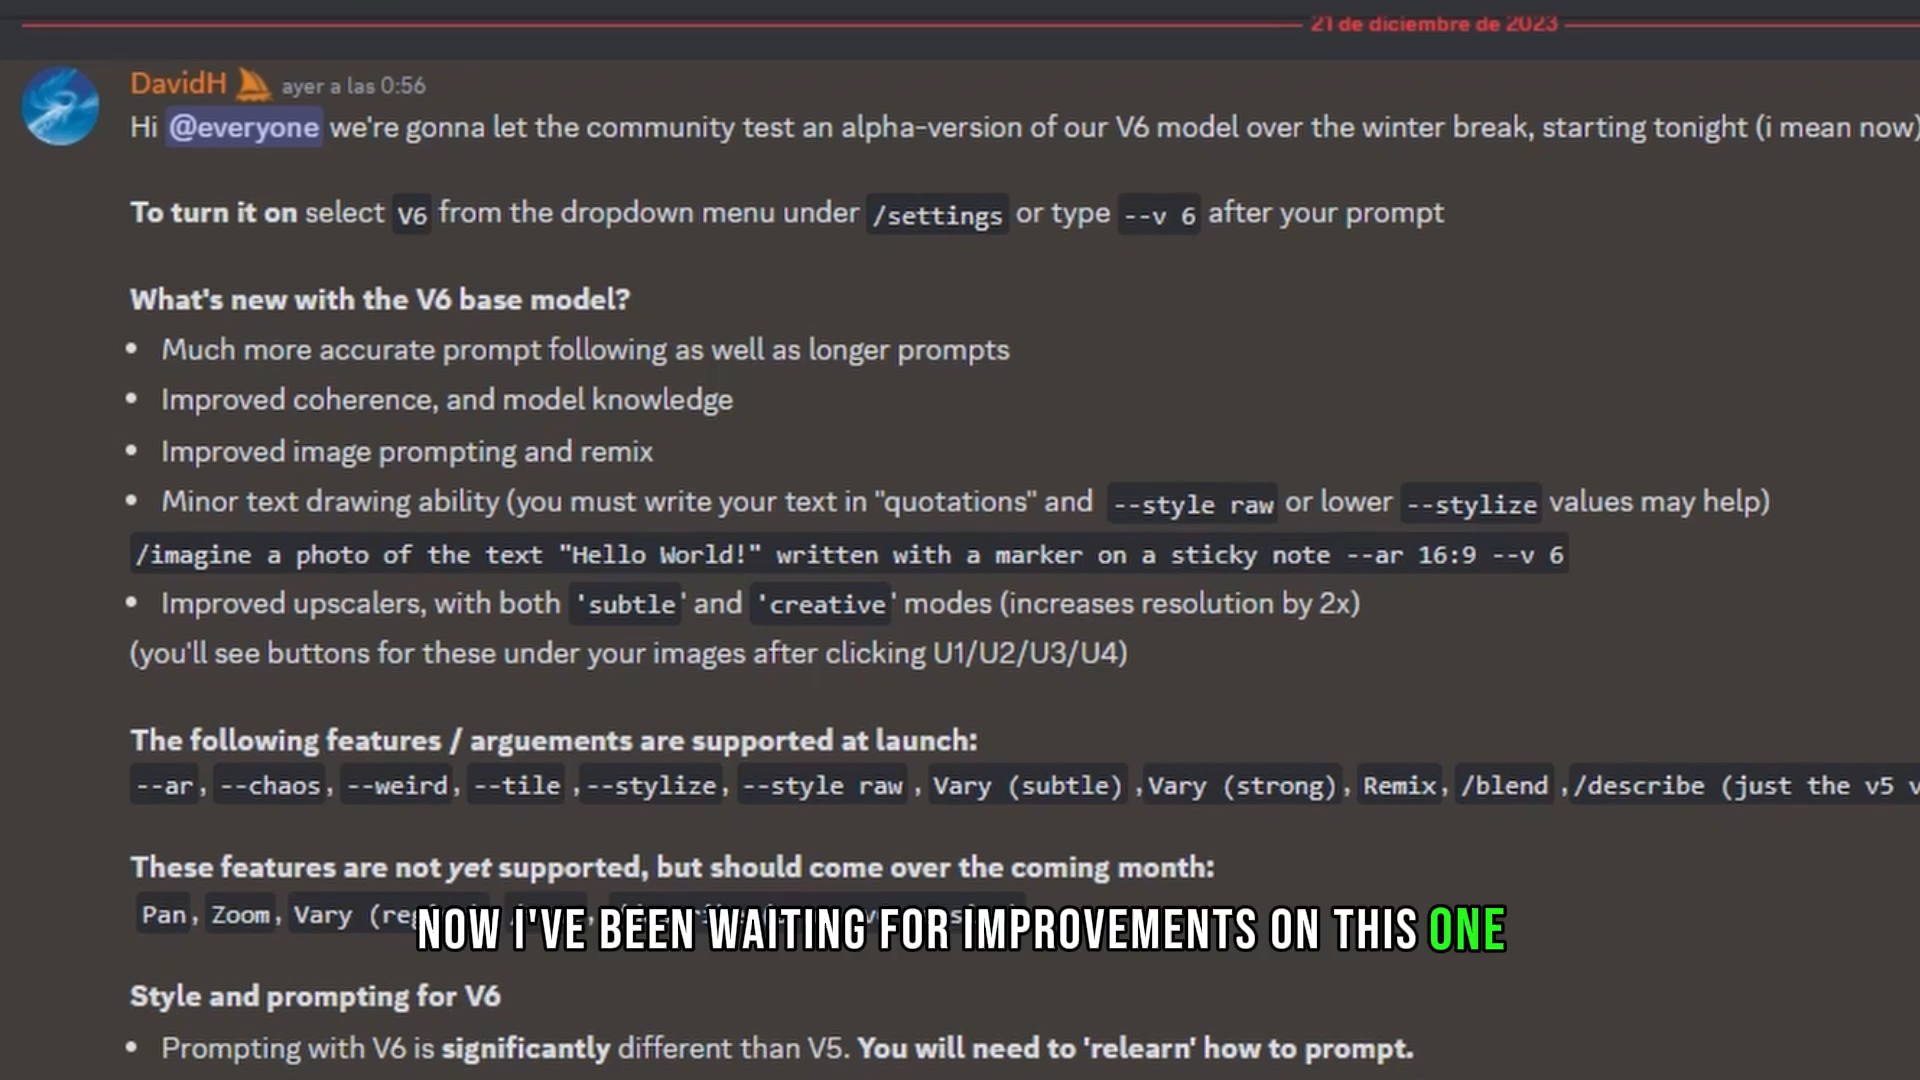 21 de diciembre de 2023
DavidH ayer a las 0:56
Hi @everyone we're gonna let the community test an alpha-version of our V6 model over the winter break, starting tonight (i mean now)
To turn it on select V6 from the dropdown menu under /settings or type --v 6 after your prompt
What's new with the V6 base model?
• Much more accurate prompt following as well as longer prompts
• Improved coherence, and model knowledge
• Improved image prompting and remix
• Minor text drawing ability (you must write your text in "quotations" and --style raw or lower --stylize values may help)
/imagine a photo of the text "Hello World!" written with a marker on a sticky note --ar 16:9 --v 6
• Improved upscalers, with both 'subtle' and 'creative' modes (increases resolution by 2x)
(you'll see buttons for these under your images after clicking U1/U2/U3/U4)
The following features / arguements are supported at launch:
--ar, --chaos, --weird, --tile ,--stylize, --style raw , Vary (subtle) ,Vary (strong), Remix, /blend ,/describe (just the v5 v
These features are not yet supported, but should come over the coming month:
Pan, Zoom, Vary
NOW I'VE BEEN WAITING FOR IMPROVEMENTS ON THIS ONE
Style and prompting for V6
• Prompting with V6 is significantly different than V5. You will need to 'relearn' how to prompt.